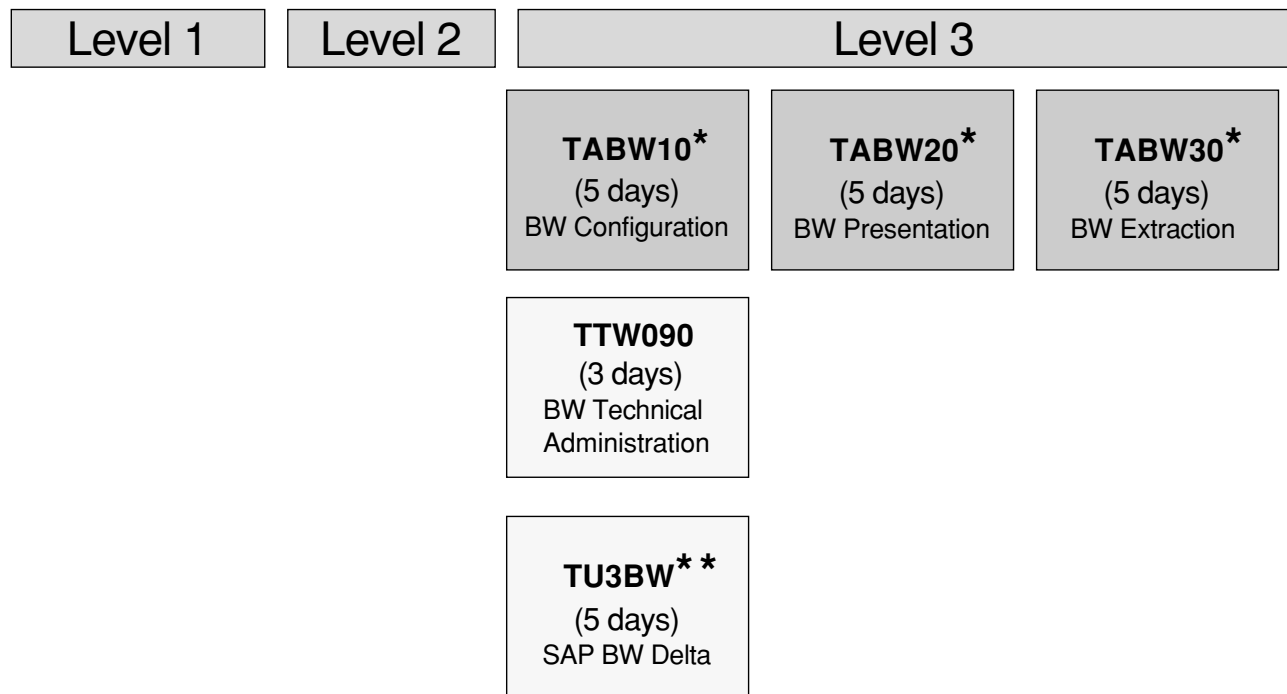 Level 1
Level 2
Level 3
TABW10*
(5 days)
BW Configuration
TABW20*
(5 days)
BW Presentation
TABW30*
(5 days)
BW Extraction
TTW090
(3 days)
BW Technical
Administration
TU3BW**
(5 days)
SAP BW Delta